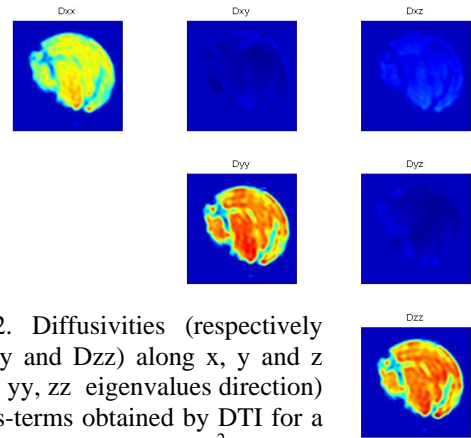 Dxx Dxy Dxz
Dyy Dyz
Dzz
2. Diffusivities (respectively
y and Dzz) along x, y and z
yy, zz eigenvalues direction)
s-terms obtained by DTI for a
2